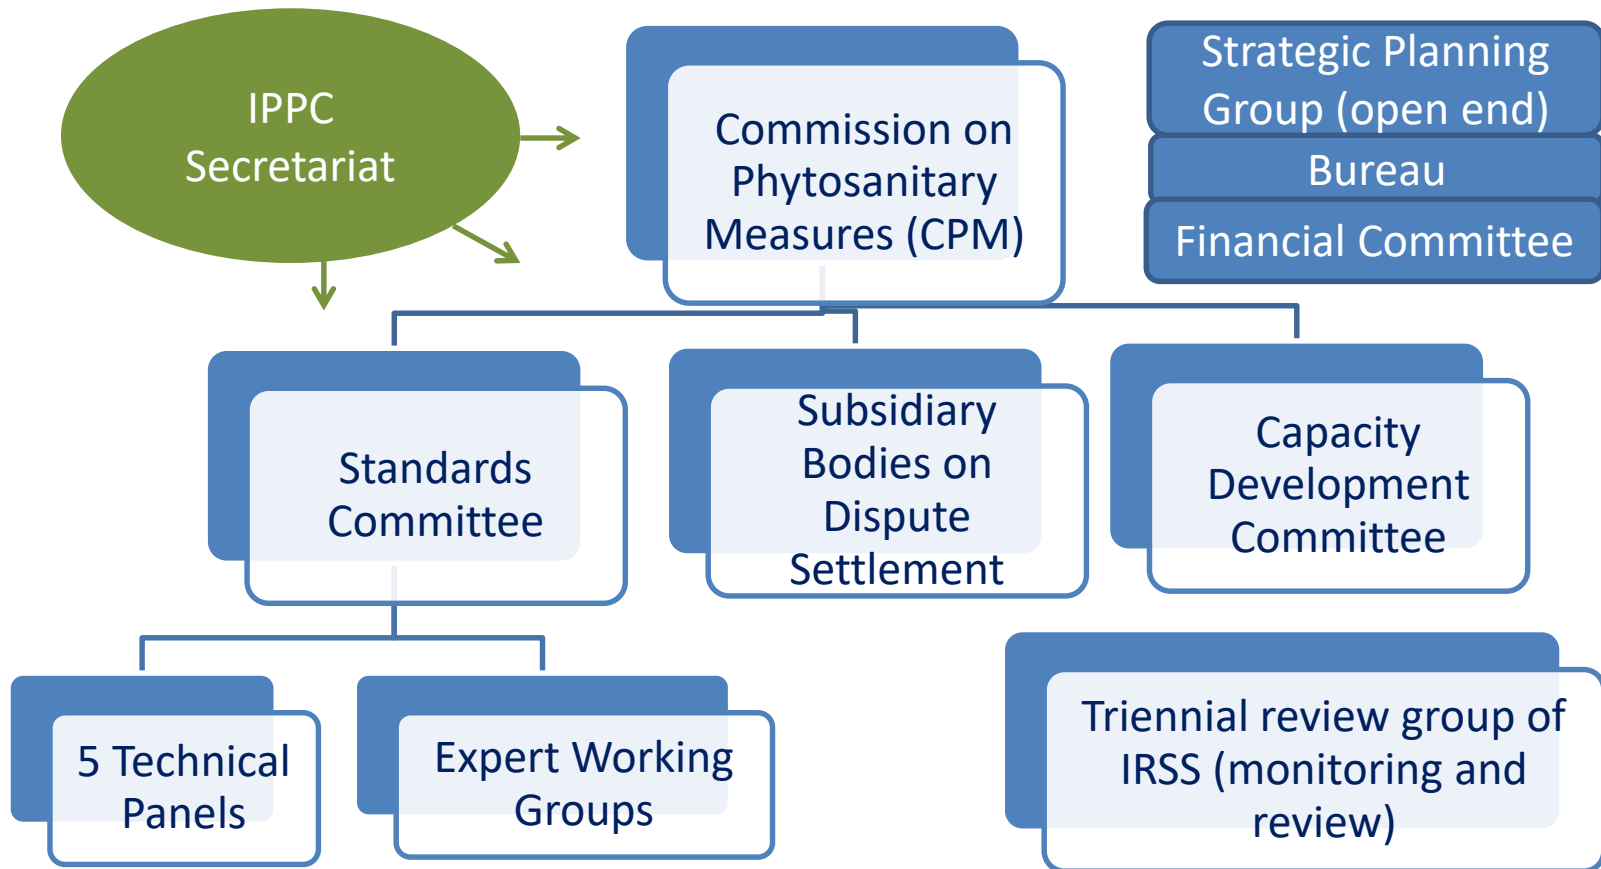 IPPC
Secretariat
Commission on
Phytosanitary
Measures (CPM)
Strategic Planning
Group (open end)
Bureau
Financial Committee
Standards
Committee
Subsidiary
Bodies on
Dispute
Settlement
Capacity
Development
Committee
5 Technical
Panels
Expert Working
Groups
Triennial review group of
IRSS (monitoring and
review)